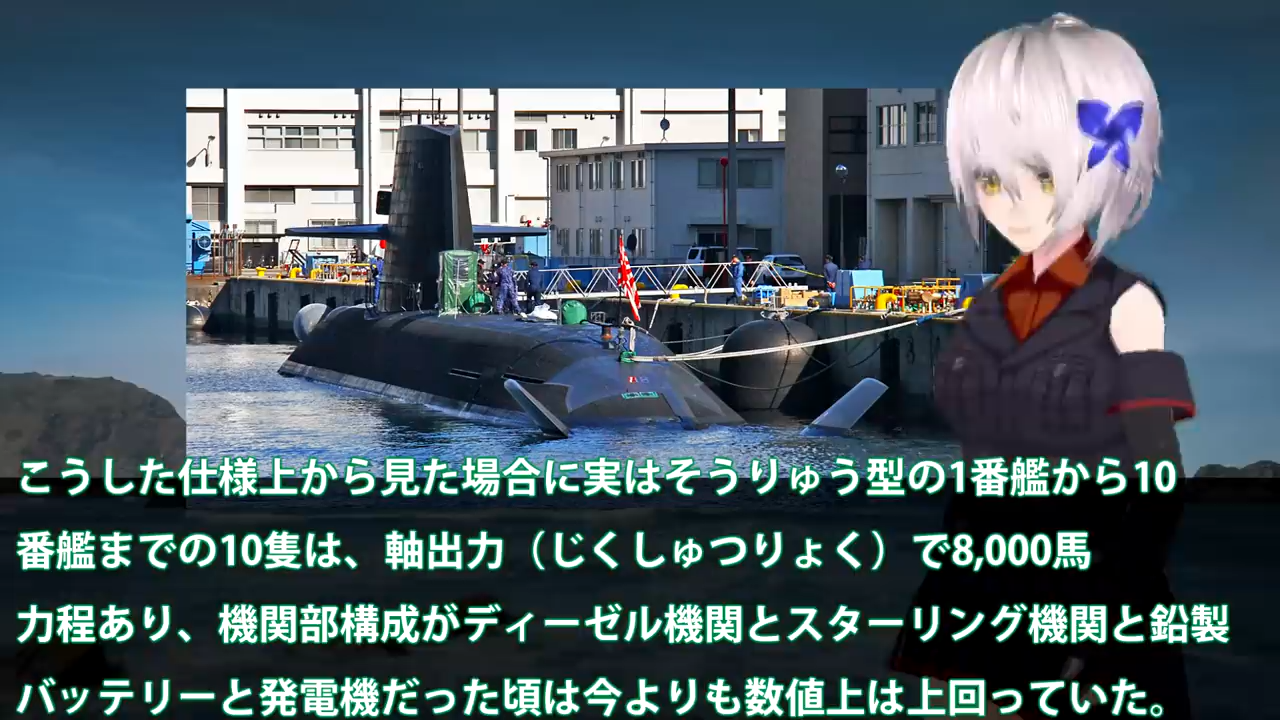 こうした仕様上から見た場合に実はそうりゅう型の1番艦から10
番艦までの10隻は、軸出力（じくしゅつりょく）で8,000馬
力程あり、機関部構成がディーゼル機関とスターリング機関と鉛製
バッテリーと発電機だった頃は今よりも数値上は上回っていた。